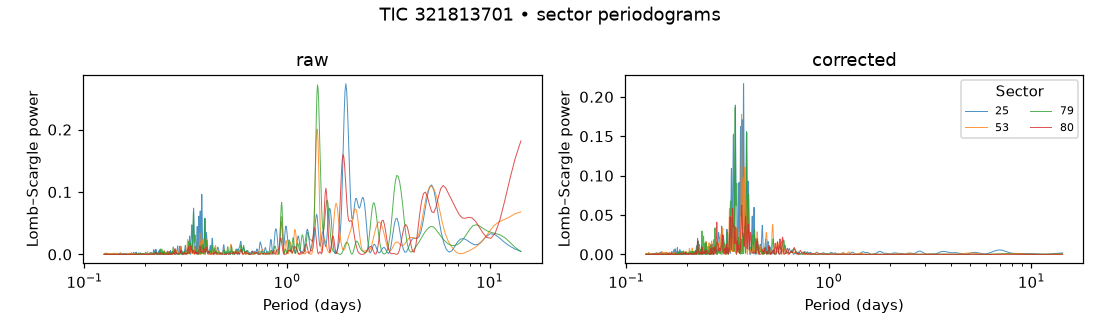 TIC 321813701 • sector periodograms
raw
corrected
Lomb−Scargle power
0.2
0.1
0.0
10⁻¹
10⁰
10¹
Period (days)
Lomb−Scargle power
0.20
0.15
0.10
0.05
0.00
10⁻¹
10⁰
10¹
Period (days)
Sector
25 79
53 80